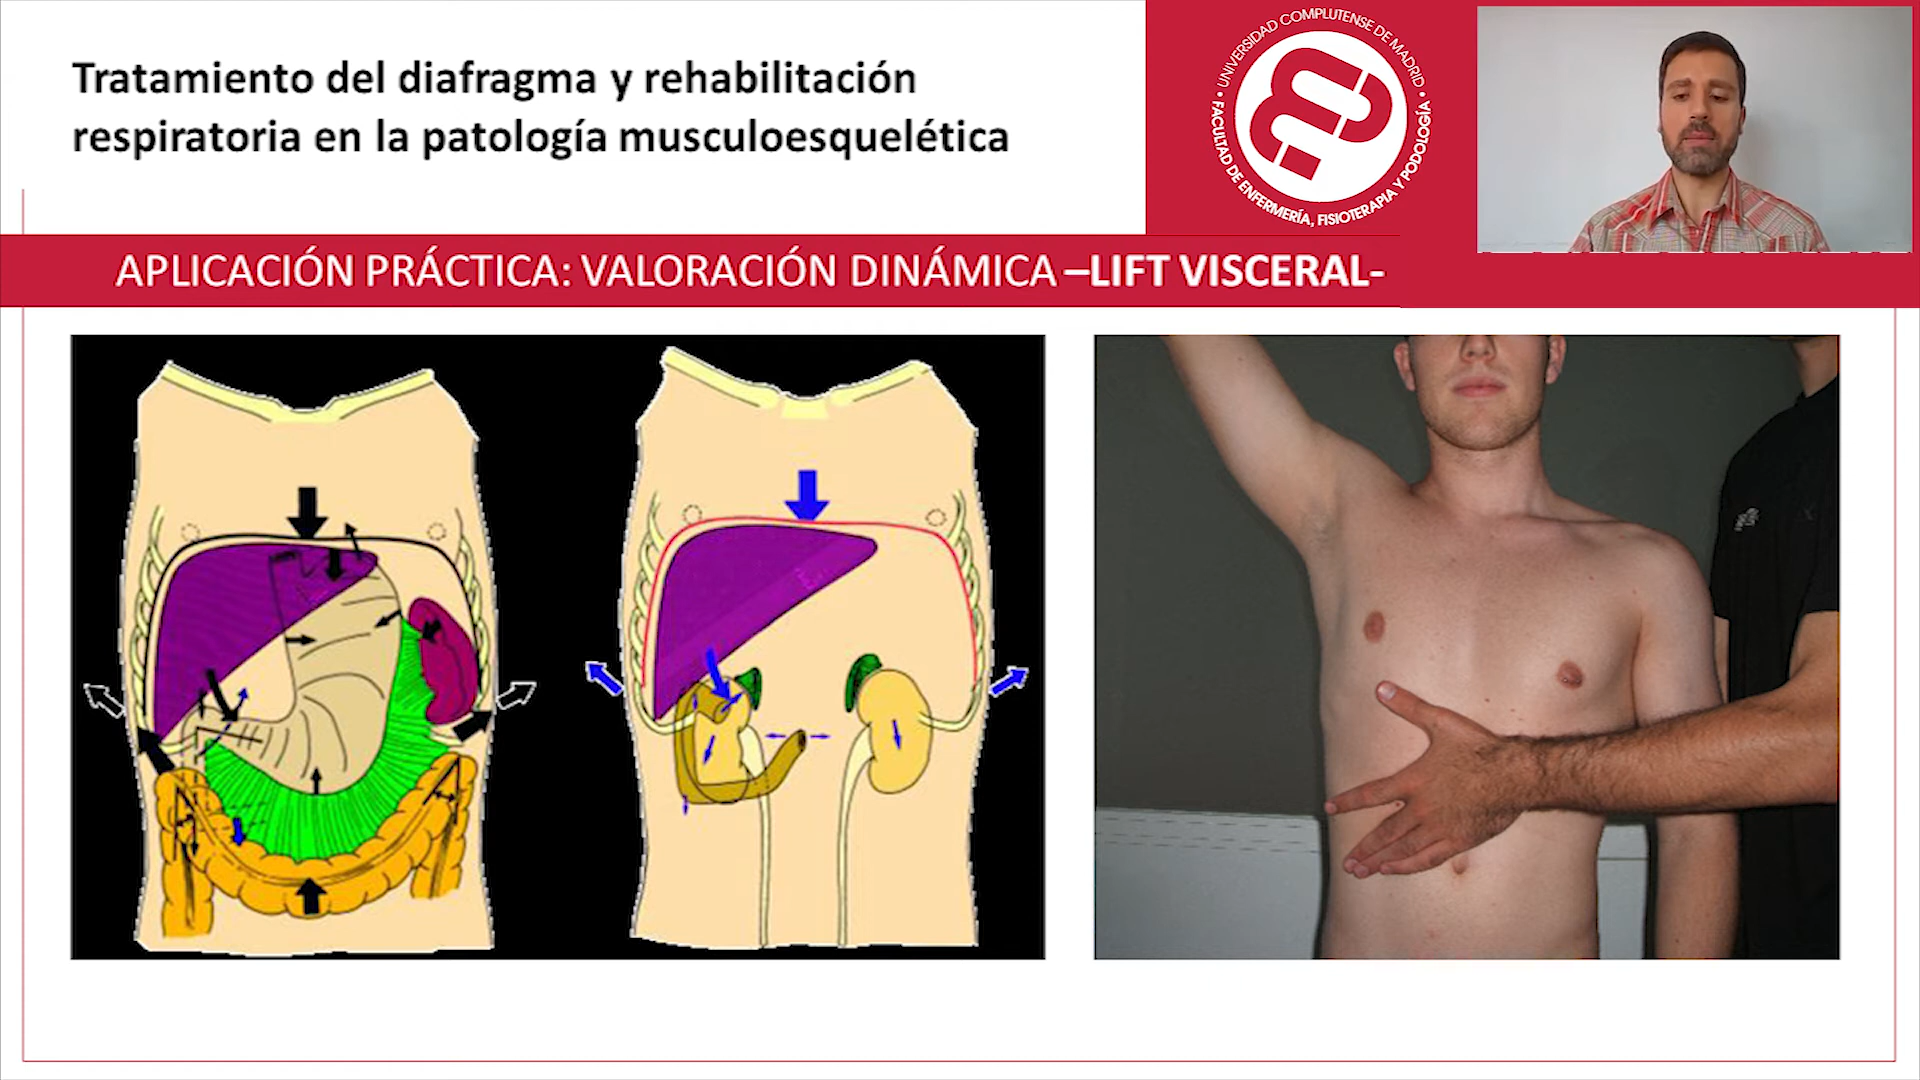 Tratamiento del diafragma y rehabilitación
respiratoria en la patología musculoesquelética
• UNIVERSIDAD COMPLUTENSE DE MADRID •
FACULTAD DE ENFERMERÍA, FISIOTERAPIA Y PODOLOGÍA
APLICACIÓN PRÁCTICA: VALORACIÓN DINÁMICA –LIFT VISCERAL-